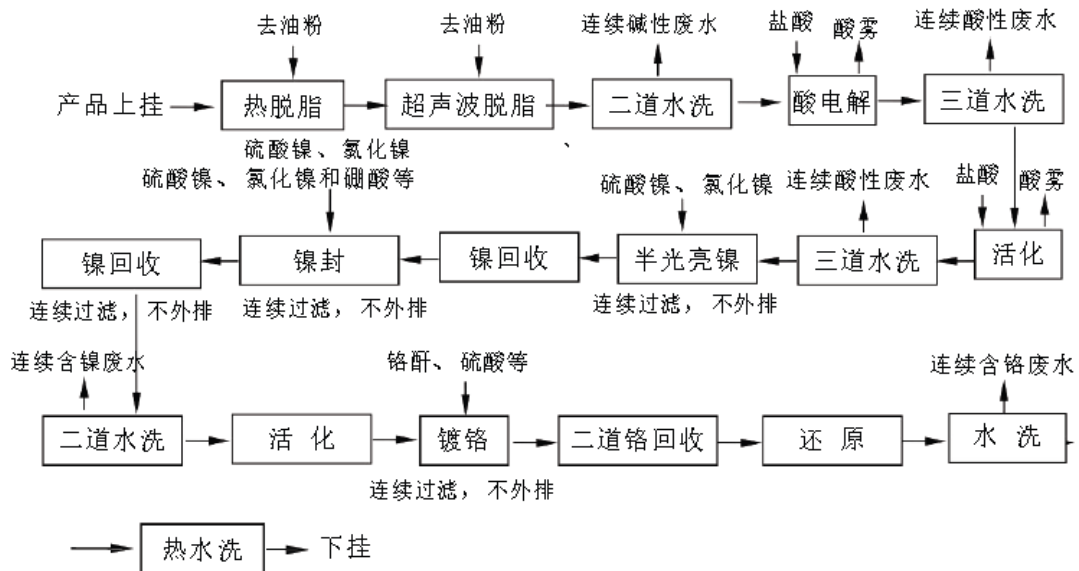 去油粉
去油粉
连续碱性废水
盐酸
酸雾
连续酸性废水
产品上挂
热脱脂
超声波脱脂
二道水洗
酸电解
三道水洗
硫酸镍、氯化镍
硫酸镍、氯化镍和硼酸等
硫酸镍、氯化镍
连续酸性废水
盐酸
酸雾
镍回收
镍封
镍回收
半光亮镍
三道水洗
活化
连续过滤，不外排
连续过滤，不外排
连续过滤，不外排
连续含镍废水
铬酐、硫酸等
连续含铬废水
二道水洗
活化
镀铬
二道铬回收
还原
水洗
连续过滤，不外排
热水洗
下挂